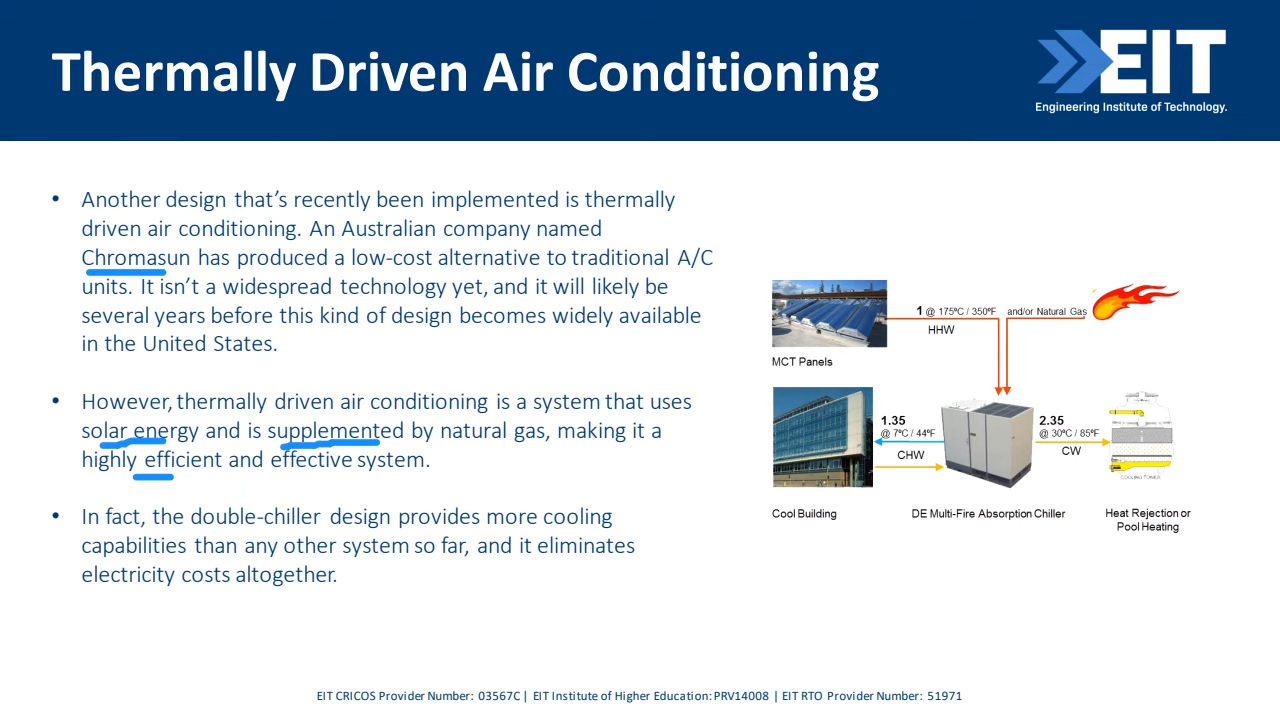 Thermally Driven Air Conditioning
EIT
Engineering Institute of Technology.
• Another design that’s recently been implemented is thermally
driven air conditioning. An Australian company named
Chromasun has produced a low-cost alternative to traditional A/C
units. It isn’t a widespread technology yet, and it will likely be
several years before this kind of design becomes widely available
in the United States.
• However, thermally driven air conditioning is a system that uses
solar energy and is supplemented by natural gas, making it a
highly efficient and effective system.
• In fact, the double-chiller design provides more cooling
capabilities than any other system so far, and it eliminates
electricity costs altogether.
1 @ 175ºC / 350ºF
and/or Natural Gas
HHW
MCT Panels
1.35
@ 7ºC / 44ºF
CHW
2.35
@ 30ºC / 85ºF
CW
COOLING TOWER
Cool Building
DE Multi-Fire Absorption Chiller
Heat Rejection or
Pool Heating
EIT CRICOS Provider Number: 03567C | EIT Institute of Higher Education: PRV14008 | EIT RTO Provider Number: 51971